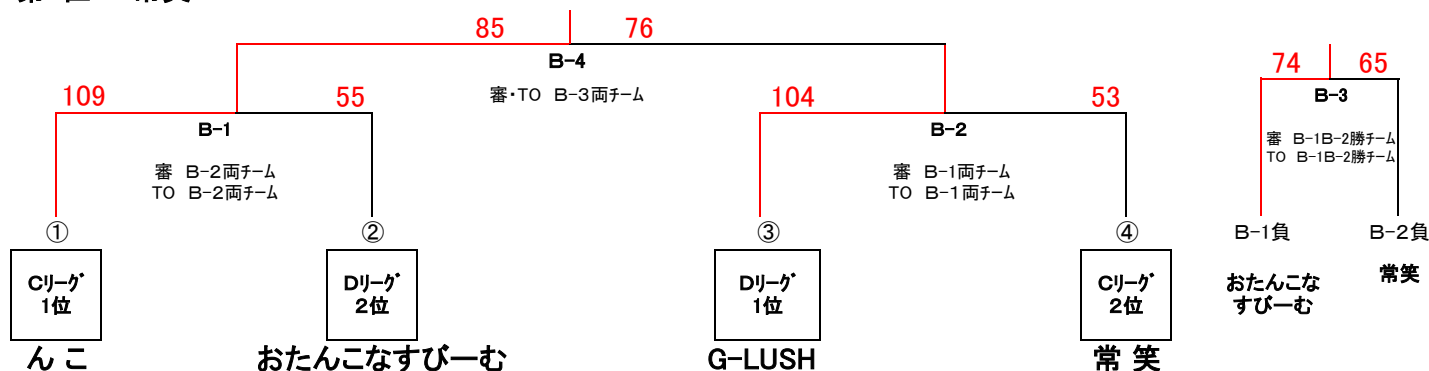 85 76
B-4
審・TO B-3両チーム
74 65
B-3
審 B-1B-2勝チーム
TO B-1B-2勝チーム
109 55
B-1
審 B-2両チーム
TO B-2両チーム
104 53
B-2
審 B-1両チーム
TO B-1両チーム
① ② ③ ④
B-1負 B-2負
Cリーグ
1位
Dリーグ
2位
Dリーグ
1位
Cリーグ
2位
おたんこな
すびーむ
常笑
んこ おたんこなすびーむ G-LUSH 常笑